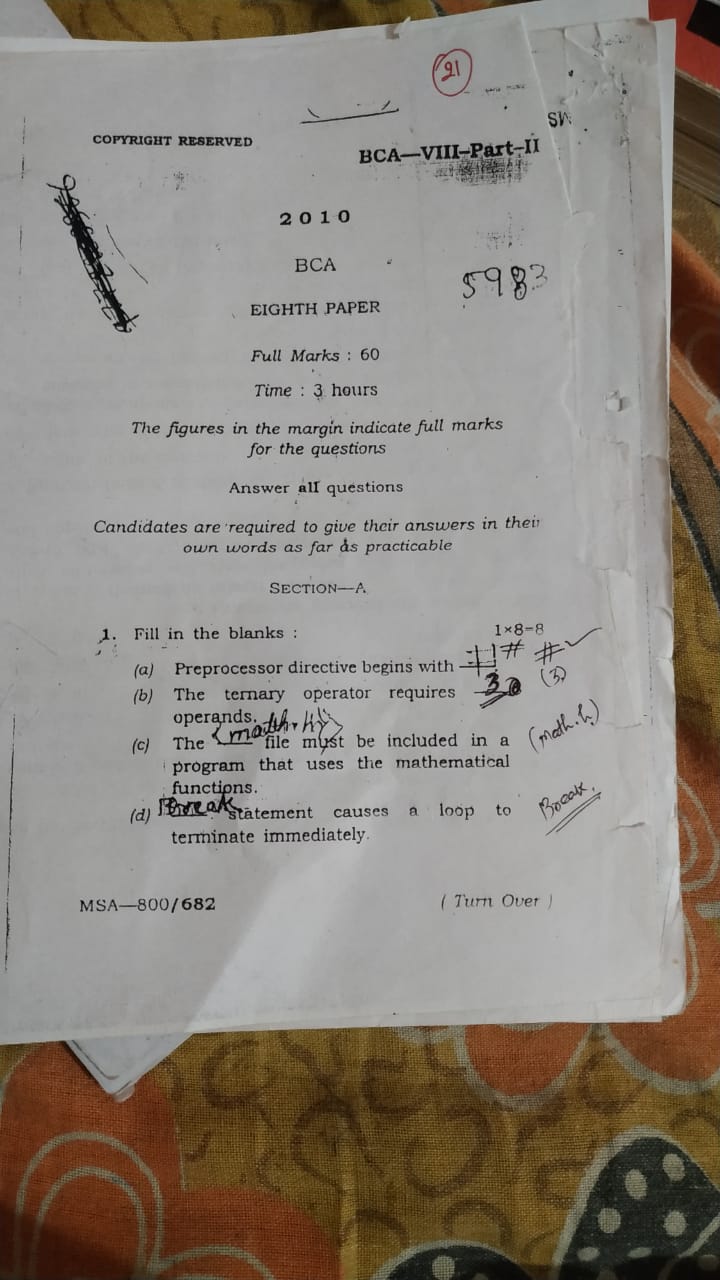 21
COPYRIGHT RESERVED
BCA—VIII–Part–II
2010
BCA
5983
EIGHTH PAPER
Full Marks : 60
Time : 3 hours
The figures in the margin indicate full marks
for the questions
Answer all questions
Candidates are required to give their answers in their
own words as far as practicable
SECTION—A
1. Fill in the blanks : 1×8=8
(a) Preprocessor directive begins with # #
(b) The ternary operator requires 3 (3)
operands.
(c) The <math.h> file must be included in a (math.h)
program that uses the mathematical
functions.
(d) Break statement causes a loop to Break.
terminate immediately.
MSA—800/682 ( Turn Over )